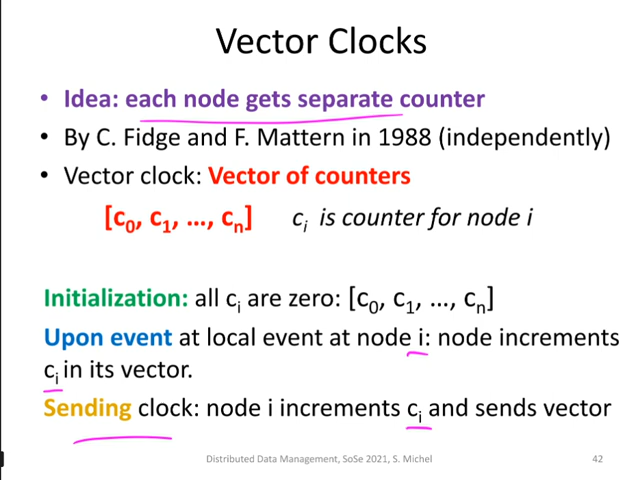 Vector Clocks
• Idea: each node gets separate counter
• By C. Fidge and F. Mattern in 1988 (independently)
• Vector clock: Vector of counters
[c₀, c₁, ..., cₙ] cᵢ is counter for node i
Initialization: all cᵢ are zero: [c₀, c₁, ..., cₙ]
Upon event at local event at node i: node increments
cᵢ in its vector.
Sending clock: node i increments cᵢ and sends vector
Distributed Data Management, SoSe 2021, S. Michel 42